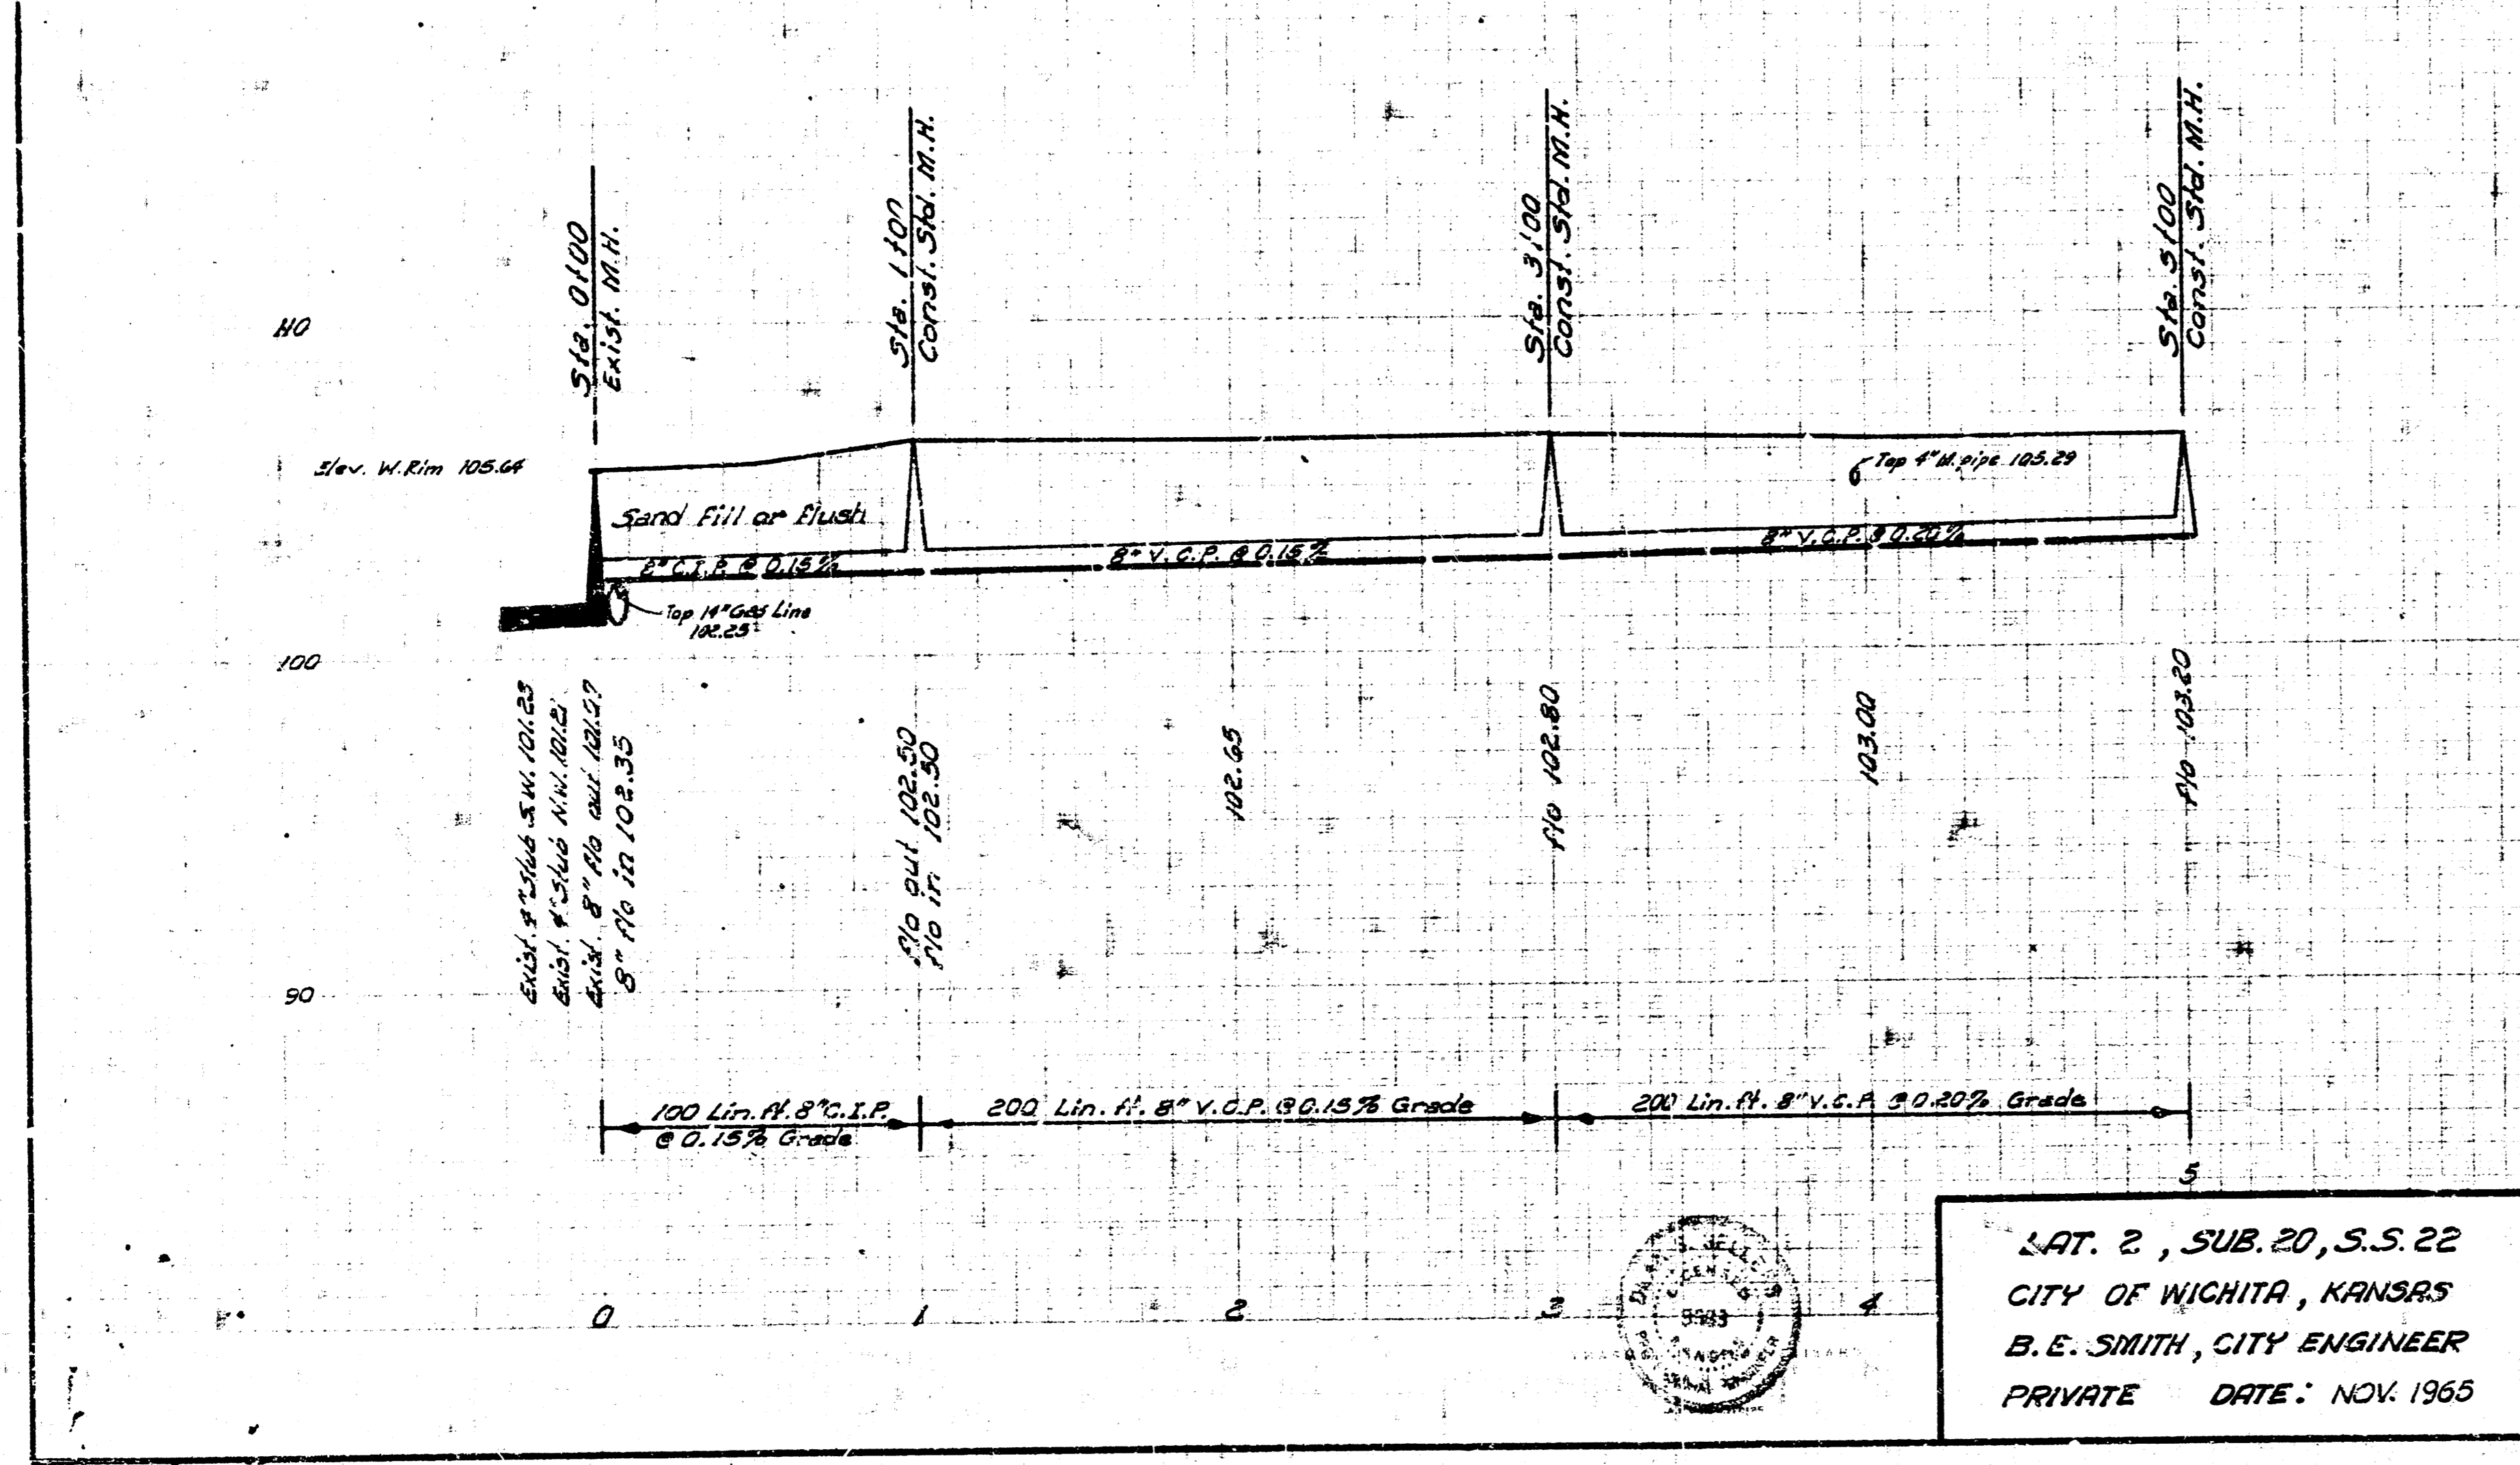 Sta. 0+00
Exist. M.H.
Sta. 1+00
Const. Std. M.H.
Sta. 3+00
Const. Std. M.H.
Sta. 5+00
Const. Std. M.H.
110
Elev. W. Rim 105.64
Top 4" W. pipe 105.29
Sand Fill or Flush
8" C.I.P. @ 0.15%
8" V.C.P. @ 0.15%
8" V.C.P. @ 0.20%
Top 14" Gas Line
102.25±
100
Exist. 4" Stub S.W. 101.23
Exist. 4" Stub N.W. 101.21
Exist. 8" flo out
8" flo in 102.35
flo out 102.50
flo in 102.50
102.65
flo 102.80
103.00
flo 103.20
90
100 Lin. ft. 8" C.I.P.
@ 0.15% Grade
200 Lin. ft. 8" V.C.P. @ 0.15% Grade
200 Lin. ft. 8" V.C.P. @ 0.20% Grade
5
0 1 2 3 4
LAT. 2, SUB. 20, S.S. 22
CITY OF WICHITA, KANSAS
B.E. SMITH, CITY ENGINEER
PRIVATE DATE: NOV. 1965